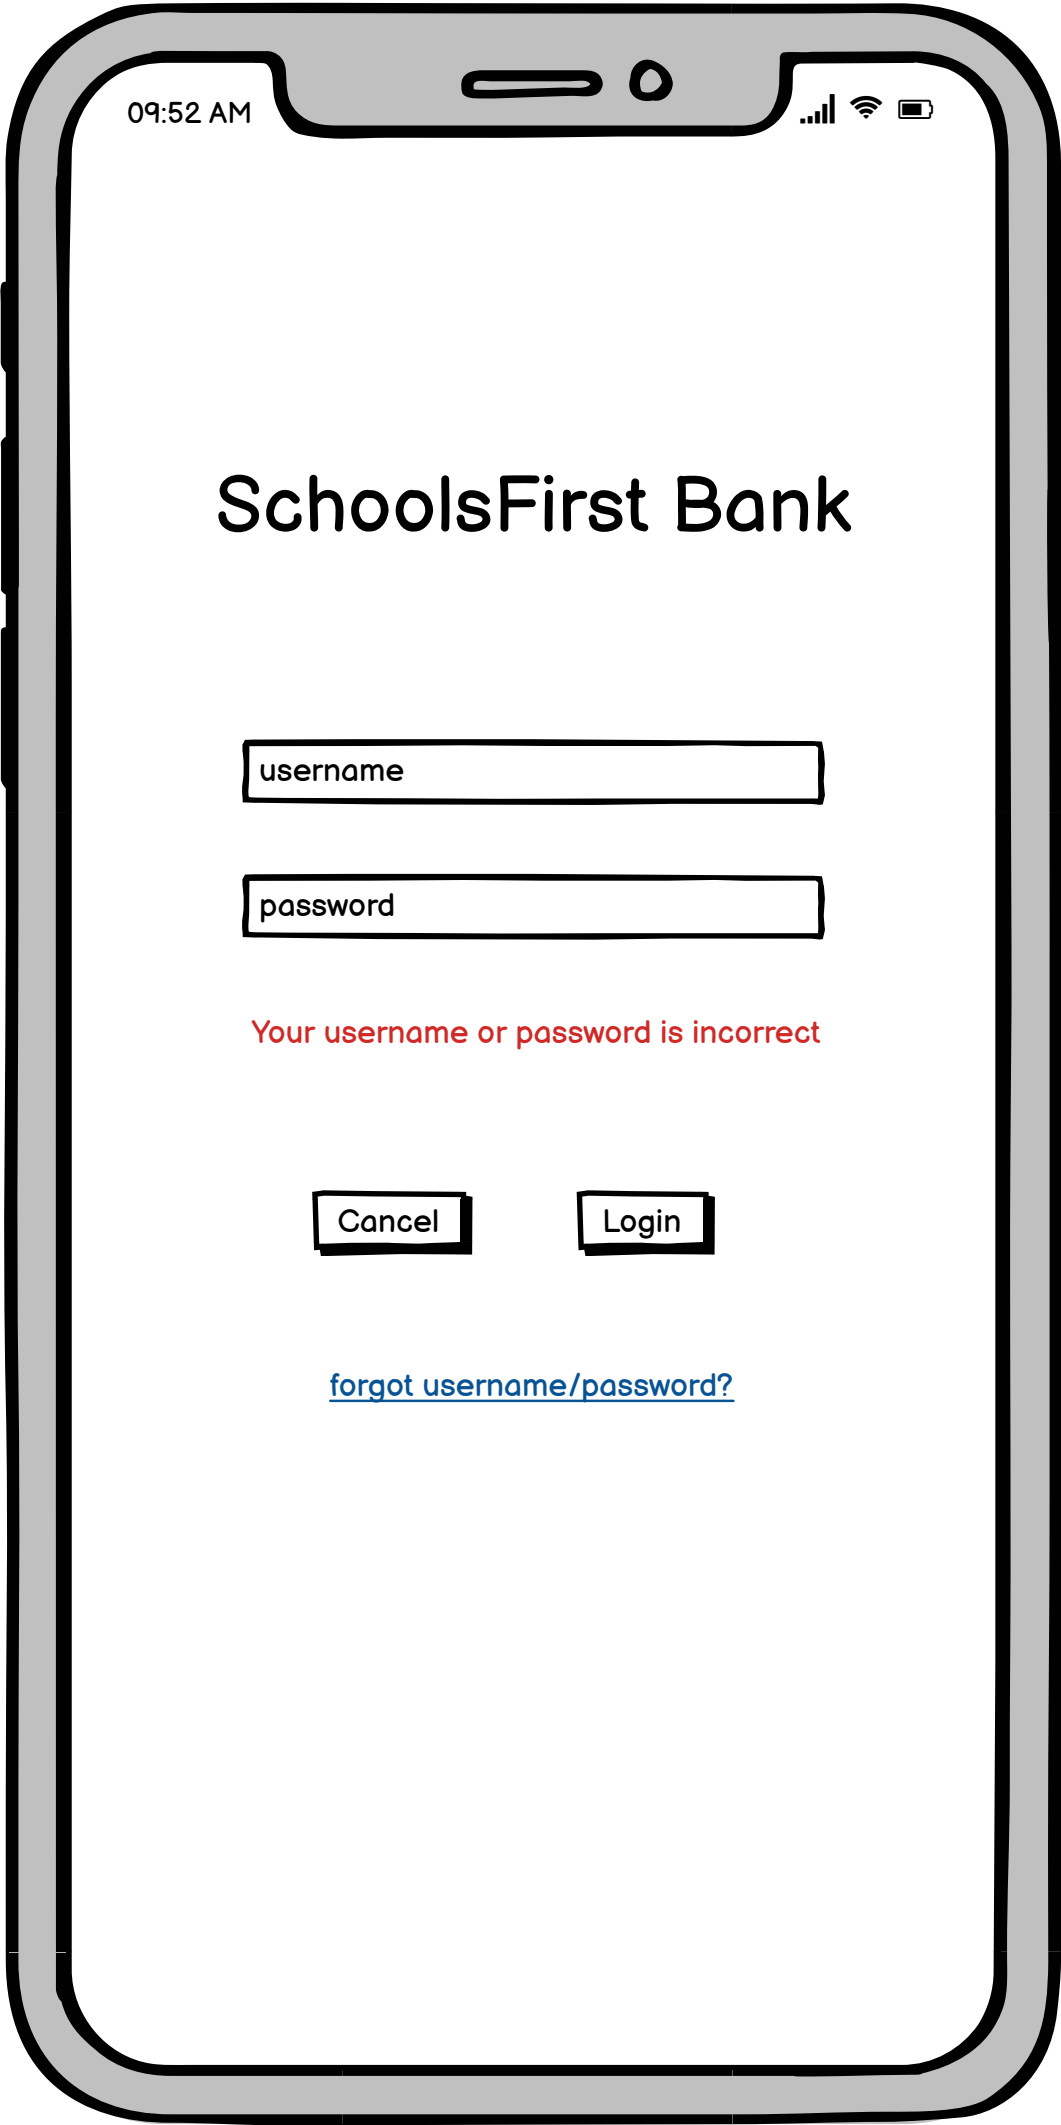 09:52 AM
SchoolsFirst Bank
username
password
Your username or password is incorrect
Cancel Login
forgot username/password?